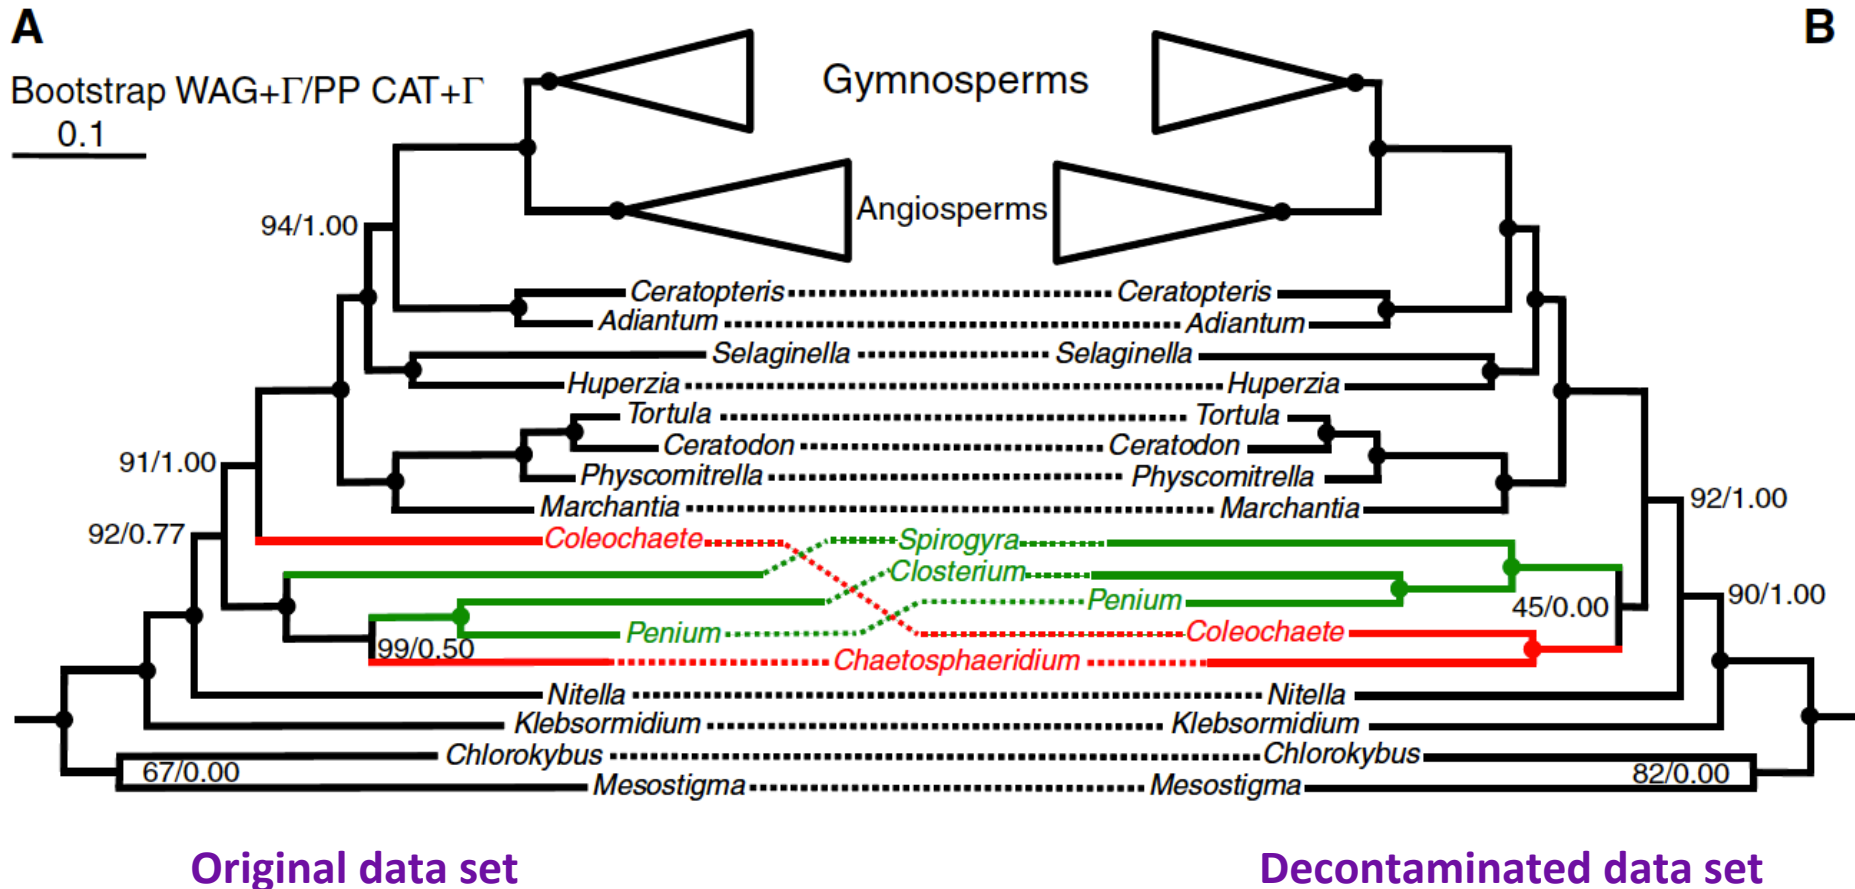 A
B
Bootstrap WAG+Γ/PP CAT+Γ
0.1
Gymnosperms
Angiosperms
94/1.00
Ceratopteris Ceratopteris
Adiantum Adiantum
Selaginella Selaginella
Huperzia Huperzia
Tortula Tortula
Ceratodon Ceratodon
91/1.00
Physcomitrella Physcomitrella
Marchantia Marchantia
92/1.00
92/0.77
Coleochaete Spirogyra
Closterium
Penium
45/0.00
90/1.00
Penium Coleochaete
99/0.50
Chaetosphaeridium
Nitella Nitella
Klebsormidium Klebsormidium
Chlorokybus Chlorokybus
67/0.00
82/0.00
Mesostigma Mesostigma
Original data set
Decontaminated data set